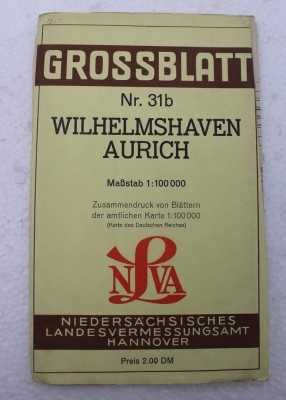 GROSSBLATT
Nr. 31b
WILHELMSHAVEN
AURICH
Maßstab 1:100 000
Zusammendruck von Blättern
der amtlichen Karte 1:100 000
(Karte des Deutschen Reiches)
NLVA
NIEDERSÄCHSISCHES
LANDESVERMESSUNGSAMT
HANNOVER
Preis 2.00 DM